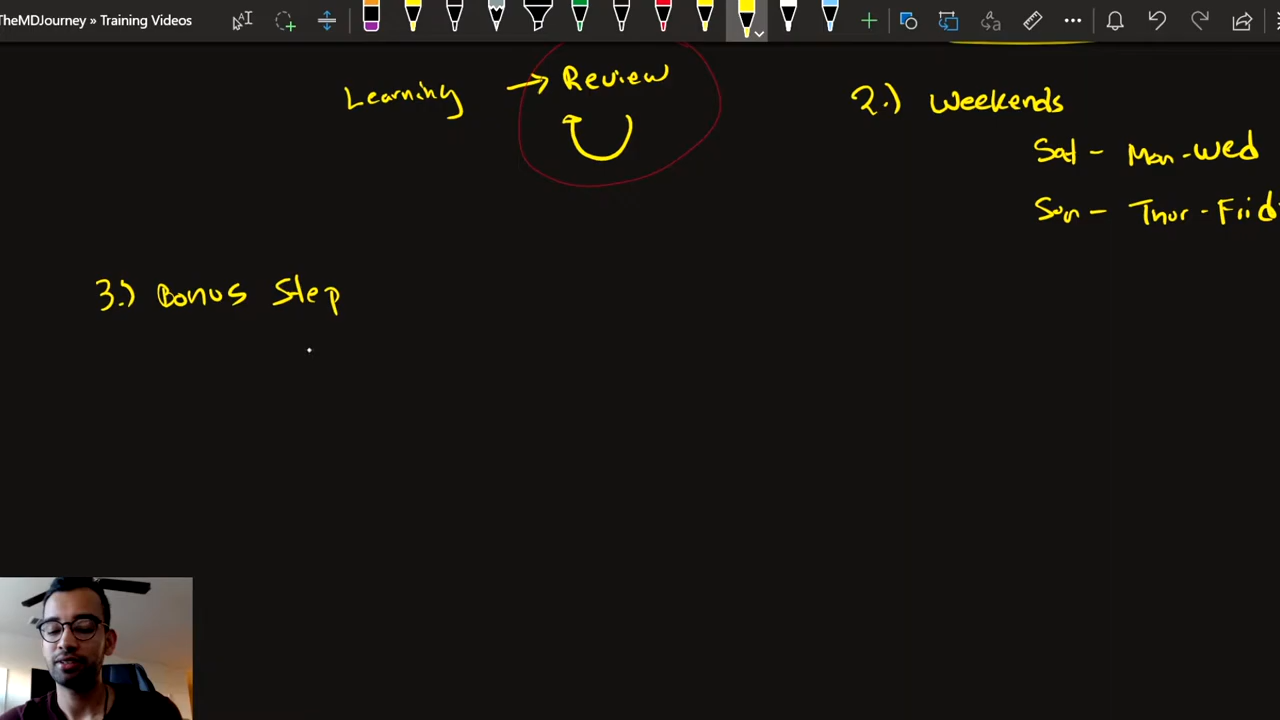 TheMDJourney » Training Videos
Learning → Review
2.) Weekends
Sat - Mon-Wed
Sun - Thur-Frid
3.) Bonus Step